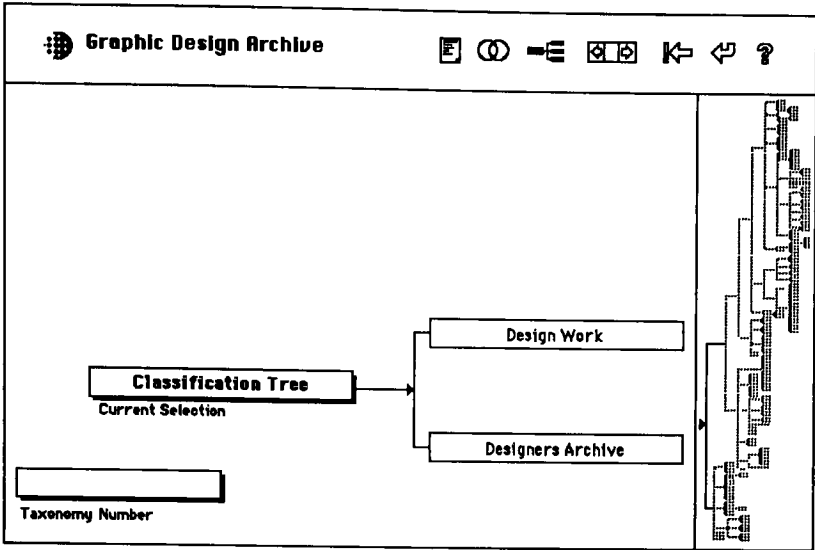 Graphic Design Archive
?
Design Work
Classification Tree
Current Selection
Designers Archive
Taxonomy Number